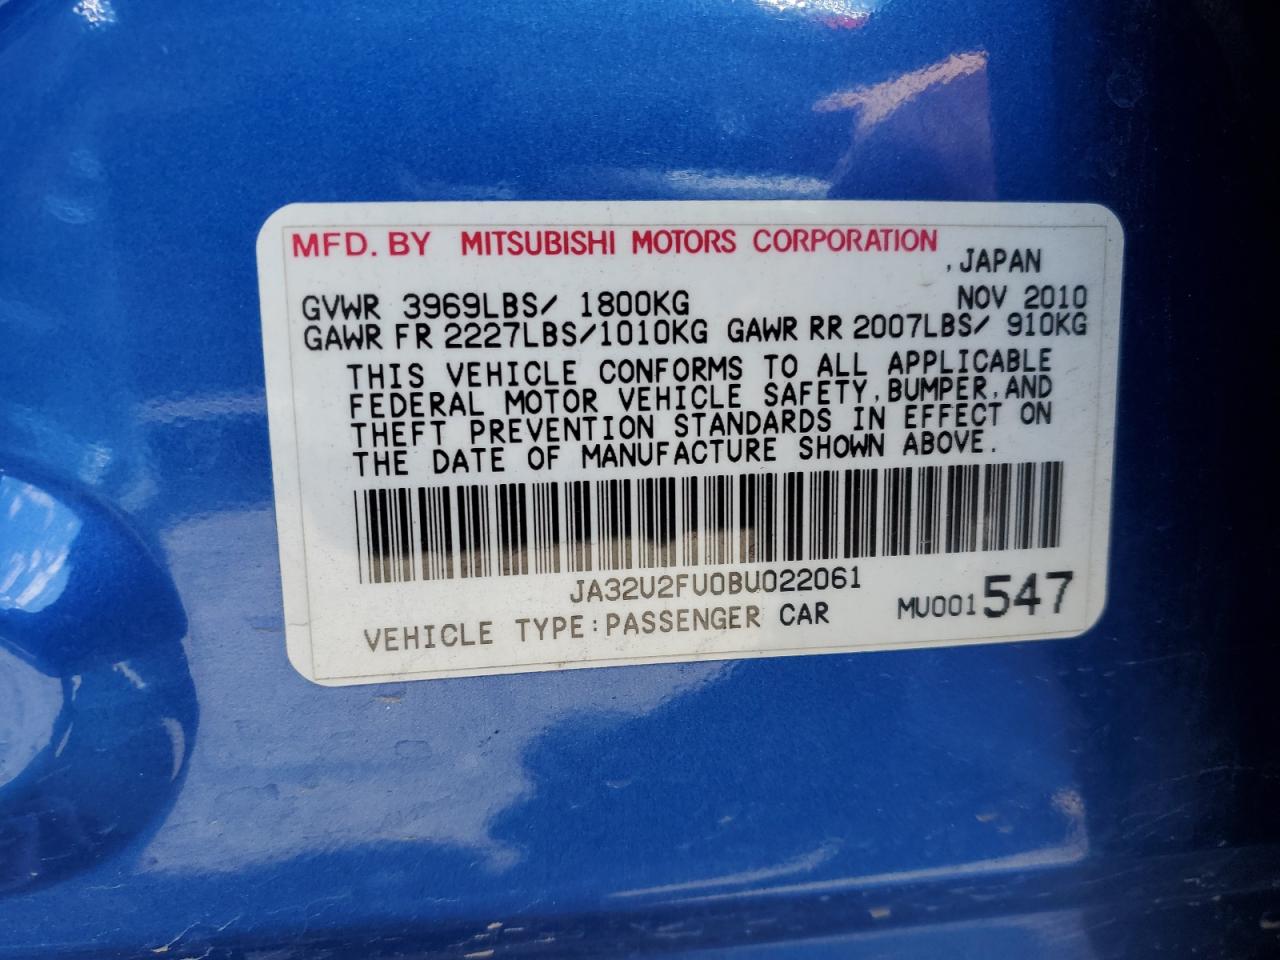 MFD. BY MITSUBISHI MOTORS CORPORATION
, JAPAN
GVWR 3969LBS/ 1800KG NOV 2010
GAWR FR 2227LBS/1010KG GAWR RR 2007LBS/ 910KG
THIS VEHICLE CONFORMS TO ALL APPLICABLE
FEDERAL MOTOR VEHICLE SAFETY, BUMPER, AND
THEFT PREVENTION STANDARDS IN EFFECT ON
THE DATE OF MANUFACTURE SHOWN ABOVE.
JA32U2FU0BU022061
VEHICLE TYPE:PASSENGER CAR MU001547